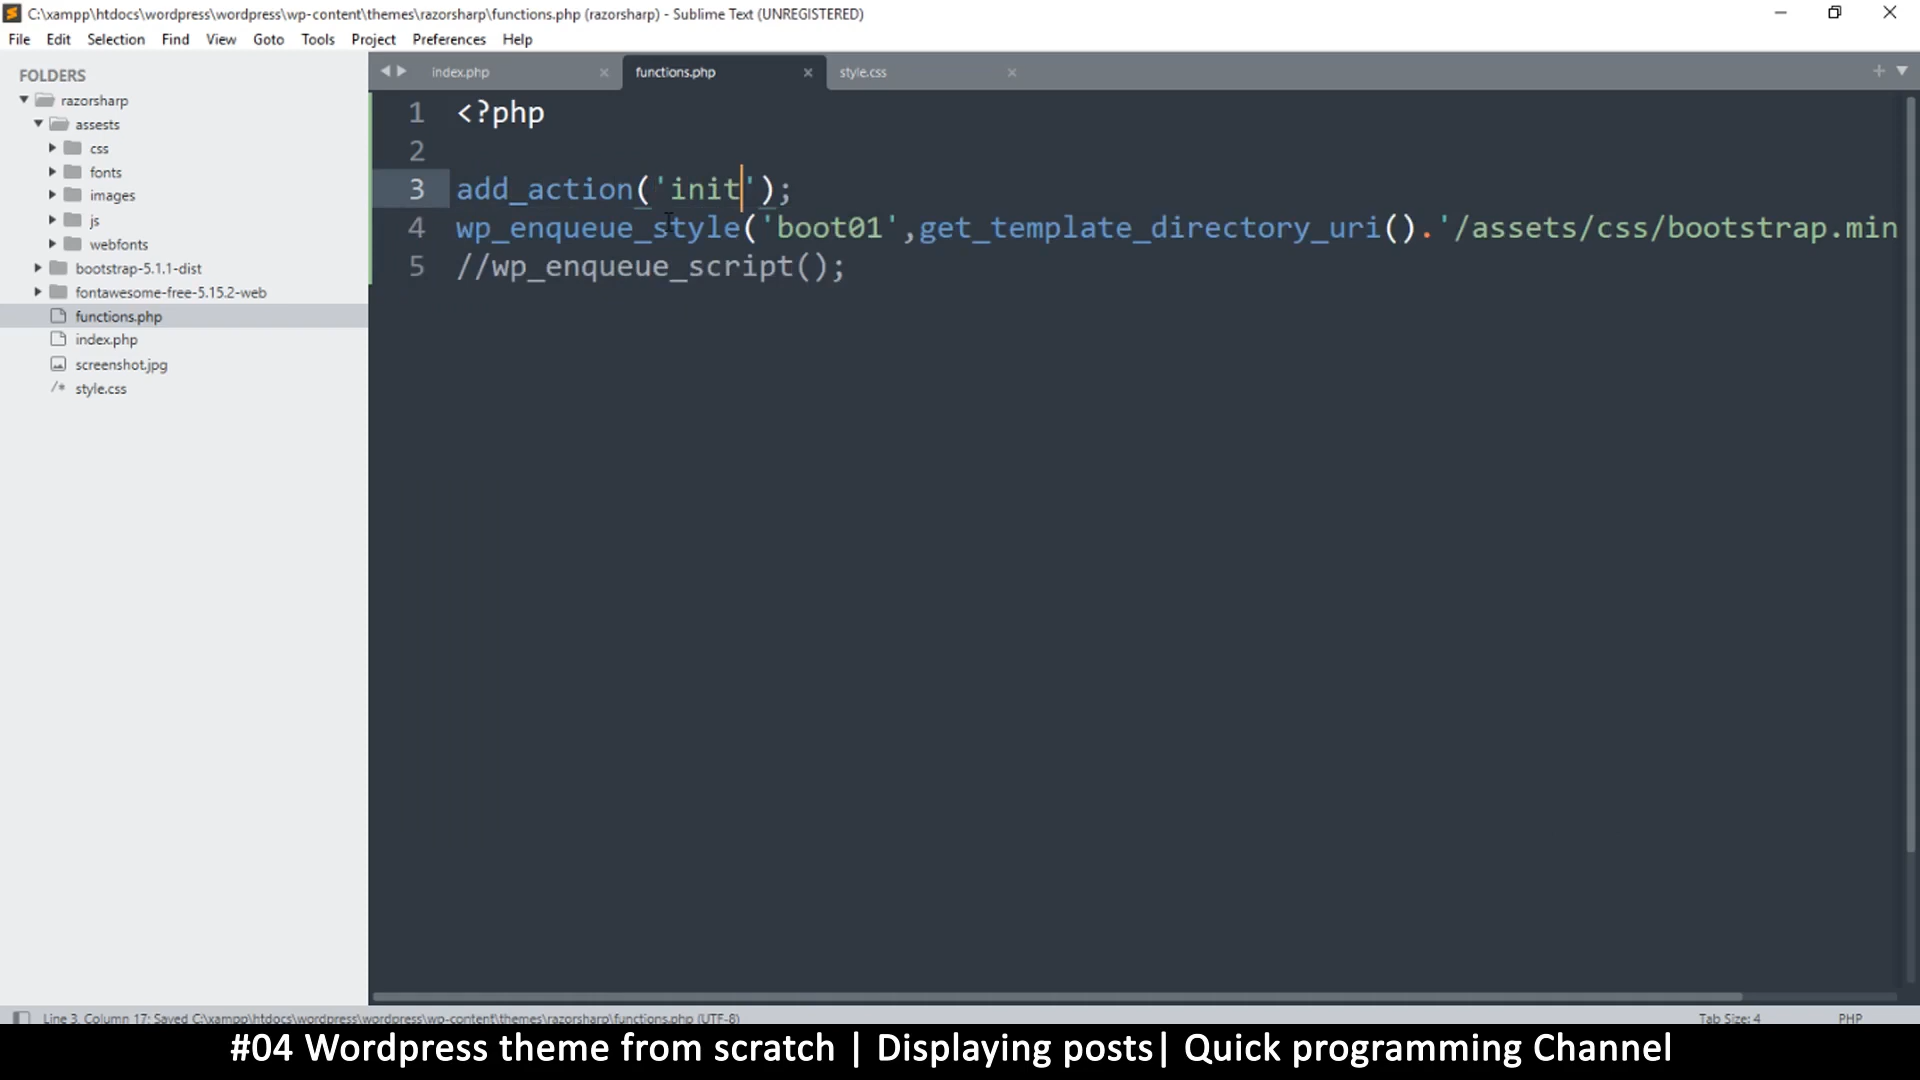 C:\xampp\htdocs\wordpress\wordpress\wp-content\themes\razorsharp\functions.php (razorsharp) - Sublime Text (UNREGISTERED)
File Edit Selection Find View Goto Tools Project Preferences Help
FOLDERS
razorsharp
assests
css
fonts
images
js
webfonts
bootstrap-5.1.1-dist
fontawesome-free-5.15.2-web
functions.php
index.php
screenshot.jpg
/* style.css
index.php functions.php style.css
1 <?php
2
3 add_action('init');
4 wp_enqueue_style('boot01',get_template_directory_uri().'/assets/css/bootstrap.min
5 //wp_enqueue_script();
Line 3, Column 17; Saved C:\xampp\htdocs\wordpress\wordpress\wp-content\themes\razorsharp\functions.php (UTF-8) Tab Size: 4 PHP
#04 Wordpress theme from scratch | Displaying posts| Quick programming Channel